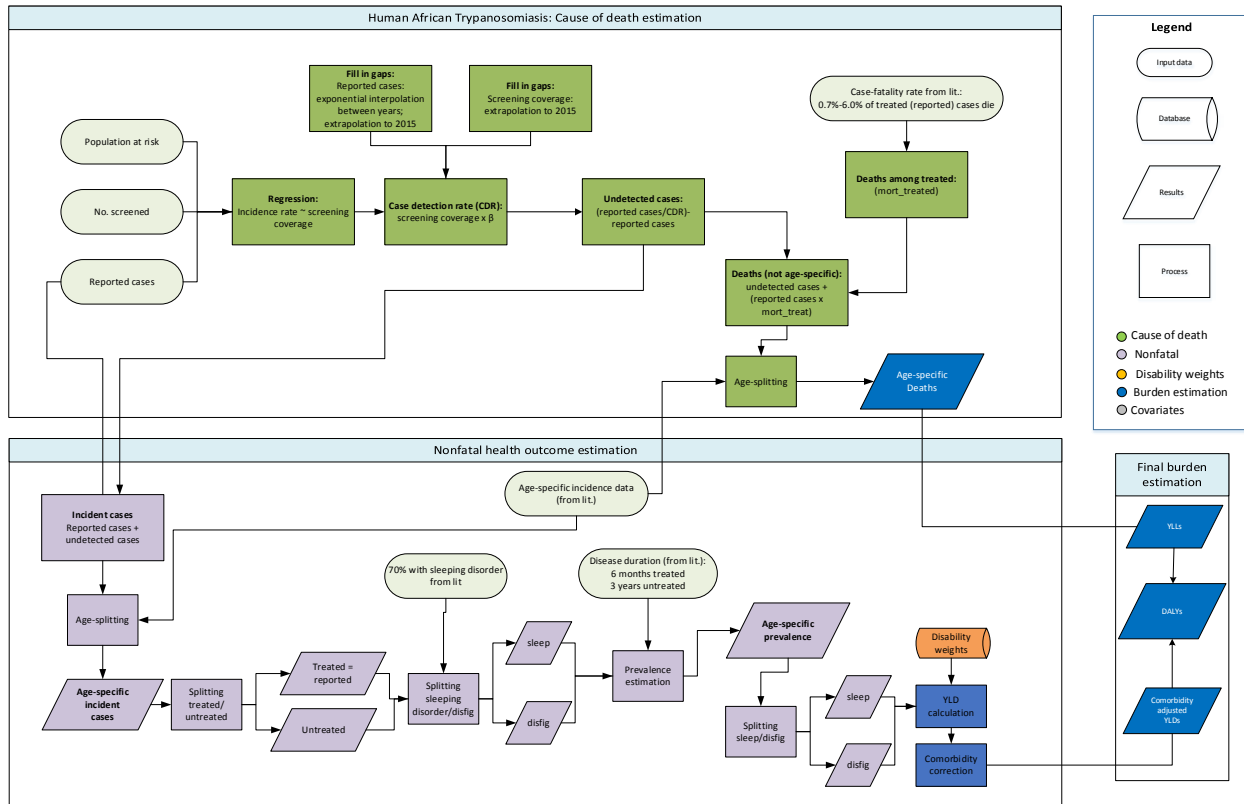 Human African Trypanosomiasis: Cause of death estimation
Fill in gaps:
Reported cases:
exponential interpolation
between years;
extrapolation to 2015
Fill in gaps:
Screening coverage:
extrapolation to 2015
Case-fatality rate from lit.:
0.7%-6.0% of treated (reported) cases die
Population at risk
No. screened
Reported cases
Regression:
Incidence rate ~ screening
coverage
Case detection rate (CDR):
screening coverage x β
Undetected cases:
(reported cases/CDR)-
reported cases
Deaths among treated:
(mort_treated)
Deaths (not age-specific):
undetected cases +
(reported cases x
mort_treat)
Age-splitting
Age-specific
Deaths
Legend
Input data
Database
Results
Process
Cause of death
Nonfatal
Disability weights
Burden estimation
Covariates
Nonfatal health outcome estimation
Age-specific incidence data
(from lit.)
Incident cases
Reported cases +
undetected cases
Age-splitting
Age-specific
incident
cases
Splitting
treated/
untreated
Treated =
reported
Untreated
70% with sleeping disorder
from lit
Splitting
sleeping
disorder/disfig
sleep
disfig
Disease duration (from lit.):
6 months treated
3 years untreated
Prevalence
estimation
Age-specific
prevalence
Splitting
sleep/disfig
sleep
disfig
Disability
weights
YLD
calculation
Comorbidity
correction
Final burden
estimation
YLLs
DALYs
Comorbidity
adjusted
YLDs